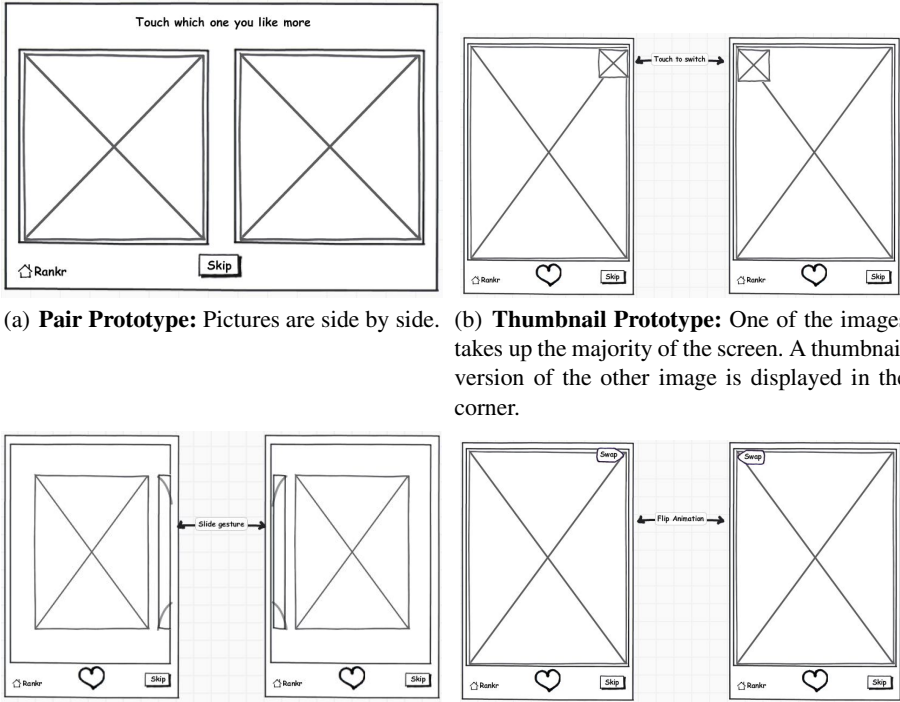 Touch which one you like more
Rankr
Skip
(a) Pair Prototype: Pictures are side by side.
Touch to switch
Rankr
Skip
Rankr
Skip
(b) Thumbnail Prototype: One of the images
takes up the majority of the screen. A thumbnail
version of the other image is displayed in the
corner.
Slide gesture
Rankr
Skip
Rankr
Skip
Swap
Swap
Flip Animation
Rankr
Skip
Rankr
Skip